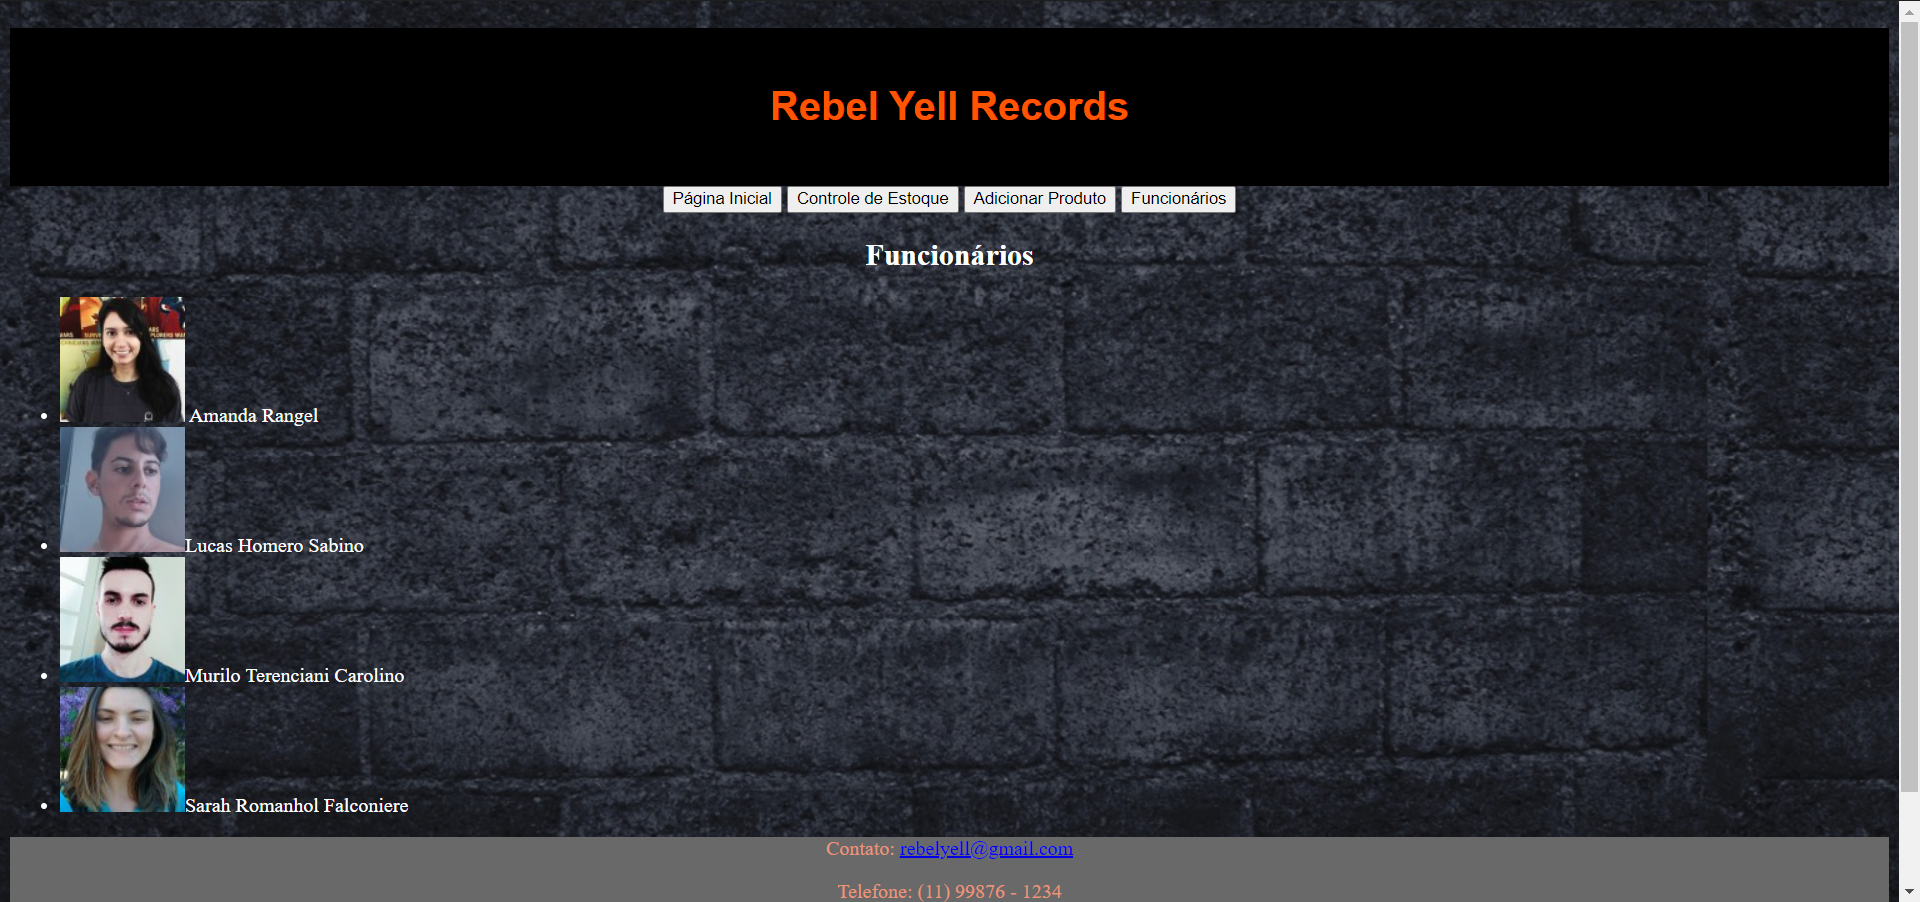 Rebel Yell Records
Página Inicial Controle de Estoque Adicionar Produto Funcionários
Funcionários
Amanda Rangel
Lucas Homero Sabino
Murilo Terenciani Carolino
Sarah Romanhol Falconiere
Contato: rebelyell@gmail.com
Telefone: (11) 99876 - 1234